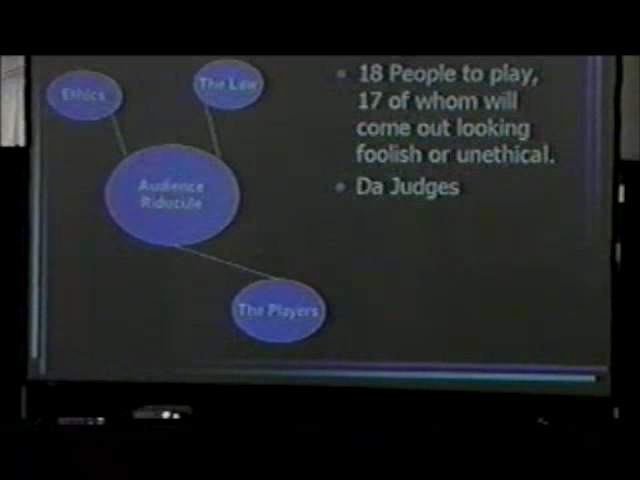 Ethics
The Law
Audience
Riducule
The Players
• 18 People to play,
17 of whom will
come out looking
foolish or unethical.
• Da Judges